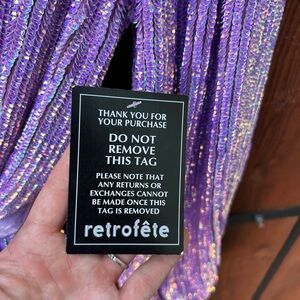 THANK YOU FOR
YOUR PURCHASE
DO NOT
REMOVE
THIS TAG
PLEASE NOTE THAT
ANY RETURNS OR
EXCHANGES CANNOT
BE MADE ONCE THIS
TAG IS REMOVED
retrofête